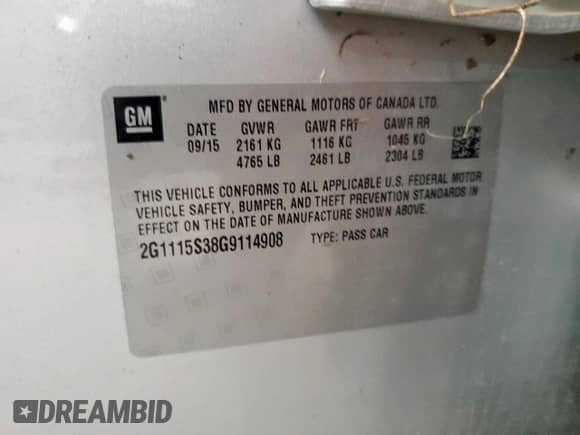 GM ®
MFD BY GENERAL MOTORS OF CANADA LTD.
DATE GVWR GAWR FRT GAWR RR
09/15 2161 KG 1116 KG 1045 KG
4765 LB 2461 LB 2304 LB
THIS VEHICLE CONFORMS TO ALL APPLICABLE U.S. FEDERAL MOTOR
VEHICLE SAFETY, BUMPER, AND THEFT PREVENTION STANDARDS IN
EFFECT ON THE DATE OF MANUFACTURE SHOWN ABOVE.
2G1115S38G9114908 TYPE: PASS CAR
DREAMBID